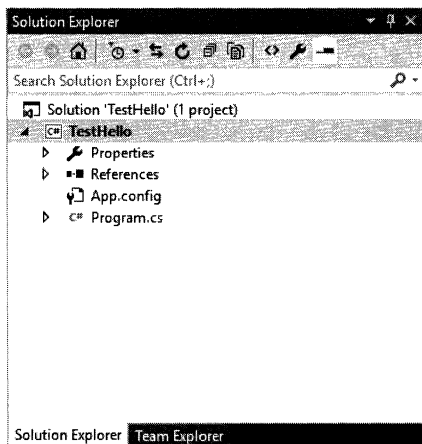 Solution Explorer
Search Solution Explorer (Ctrl+;)
Solution 'TestHello' (1 project)
C# TestHello
Properties
References
App.config
C# Program.cs
Solution Explorer Team Explorer